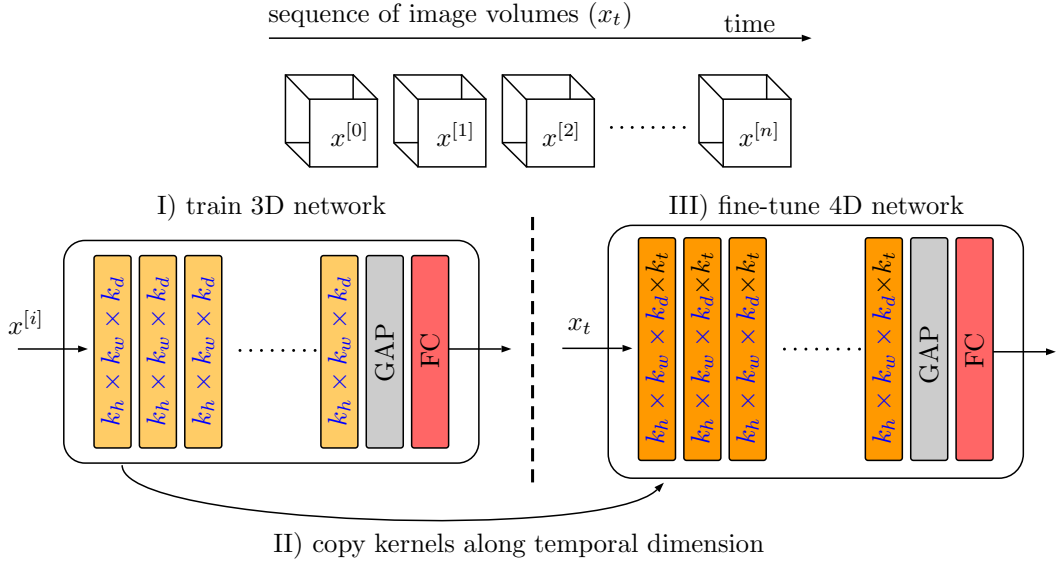 sequence of image volumes (x_t)
time
x^{[0]} x^{[1]} x^{[2]} ........ x^{[n]}
I) train 3D network
x^{[i]}
k_h × k_w × k_d
k_h × k_w × k_d
k_h × k_w × k_d
.........
k_h × k_w × k_d
GAP
FC
III) fine-tune 4D network
x_t
k_h × k_w × k_d × k_t
k_h × k_w × k_d × k_t
k_h × k_w × k_d × k_t
.........
k_h × k_w × k_d × k_t
GAP
FC
II) copy kernels along temporal dimension